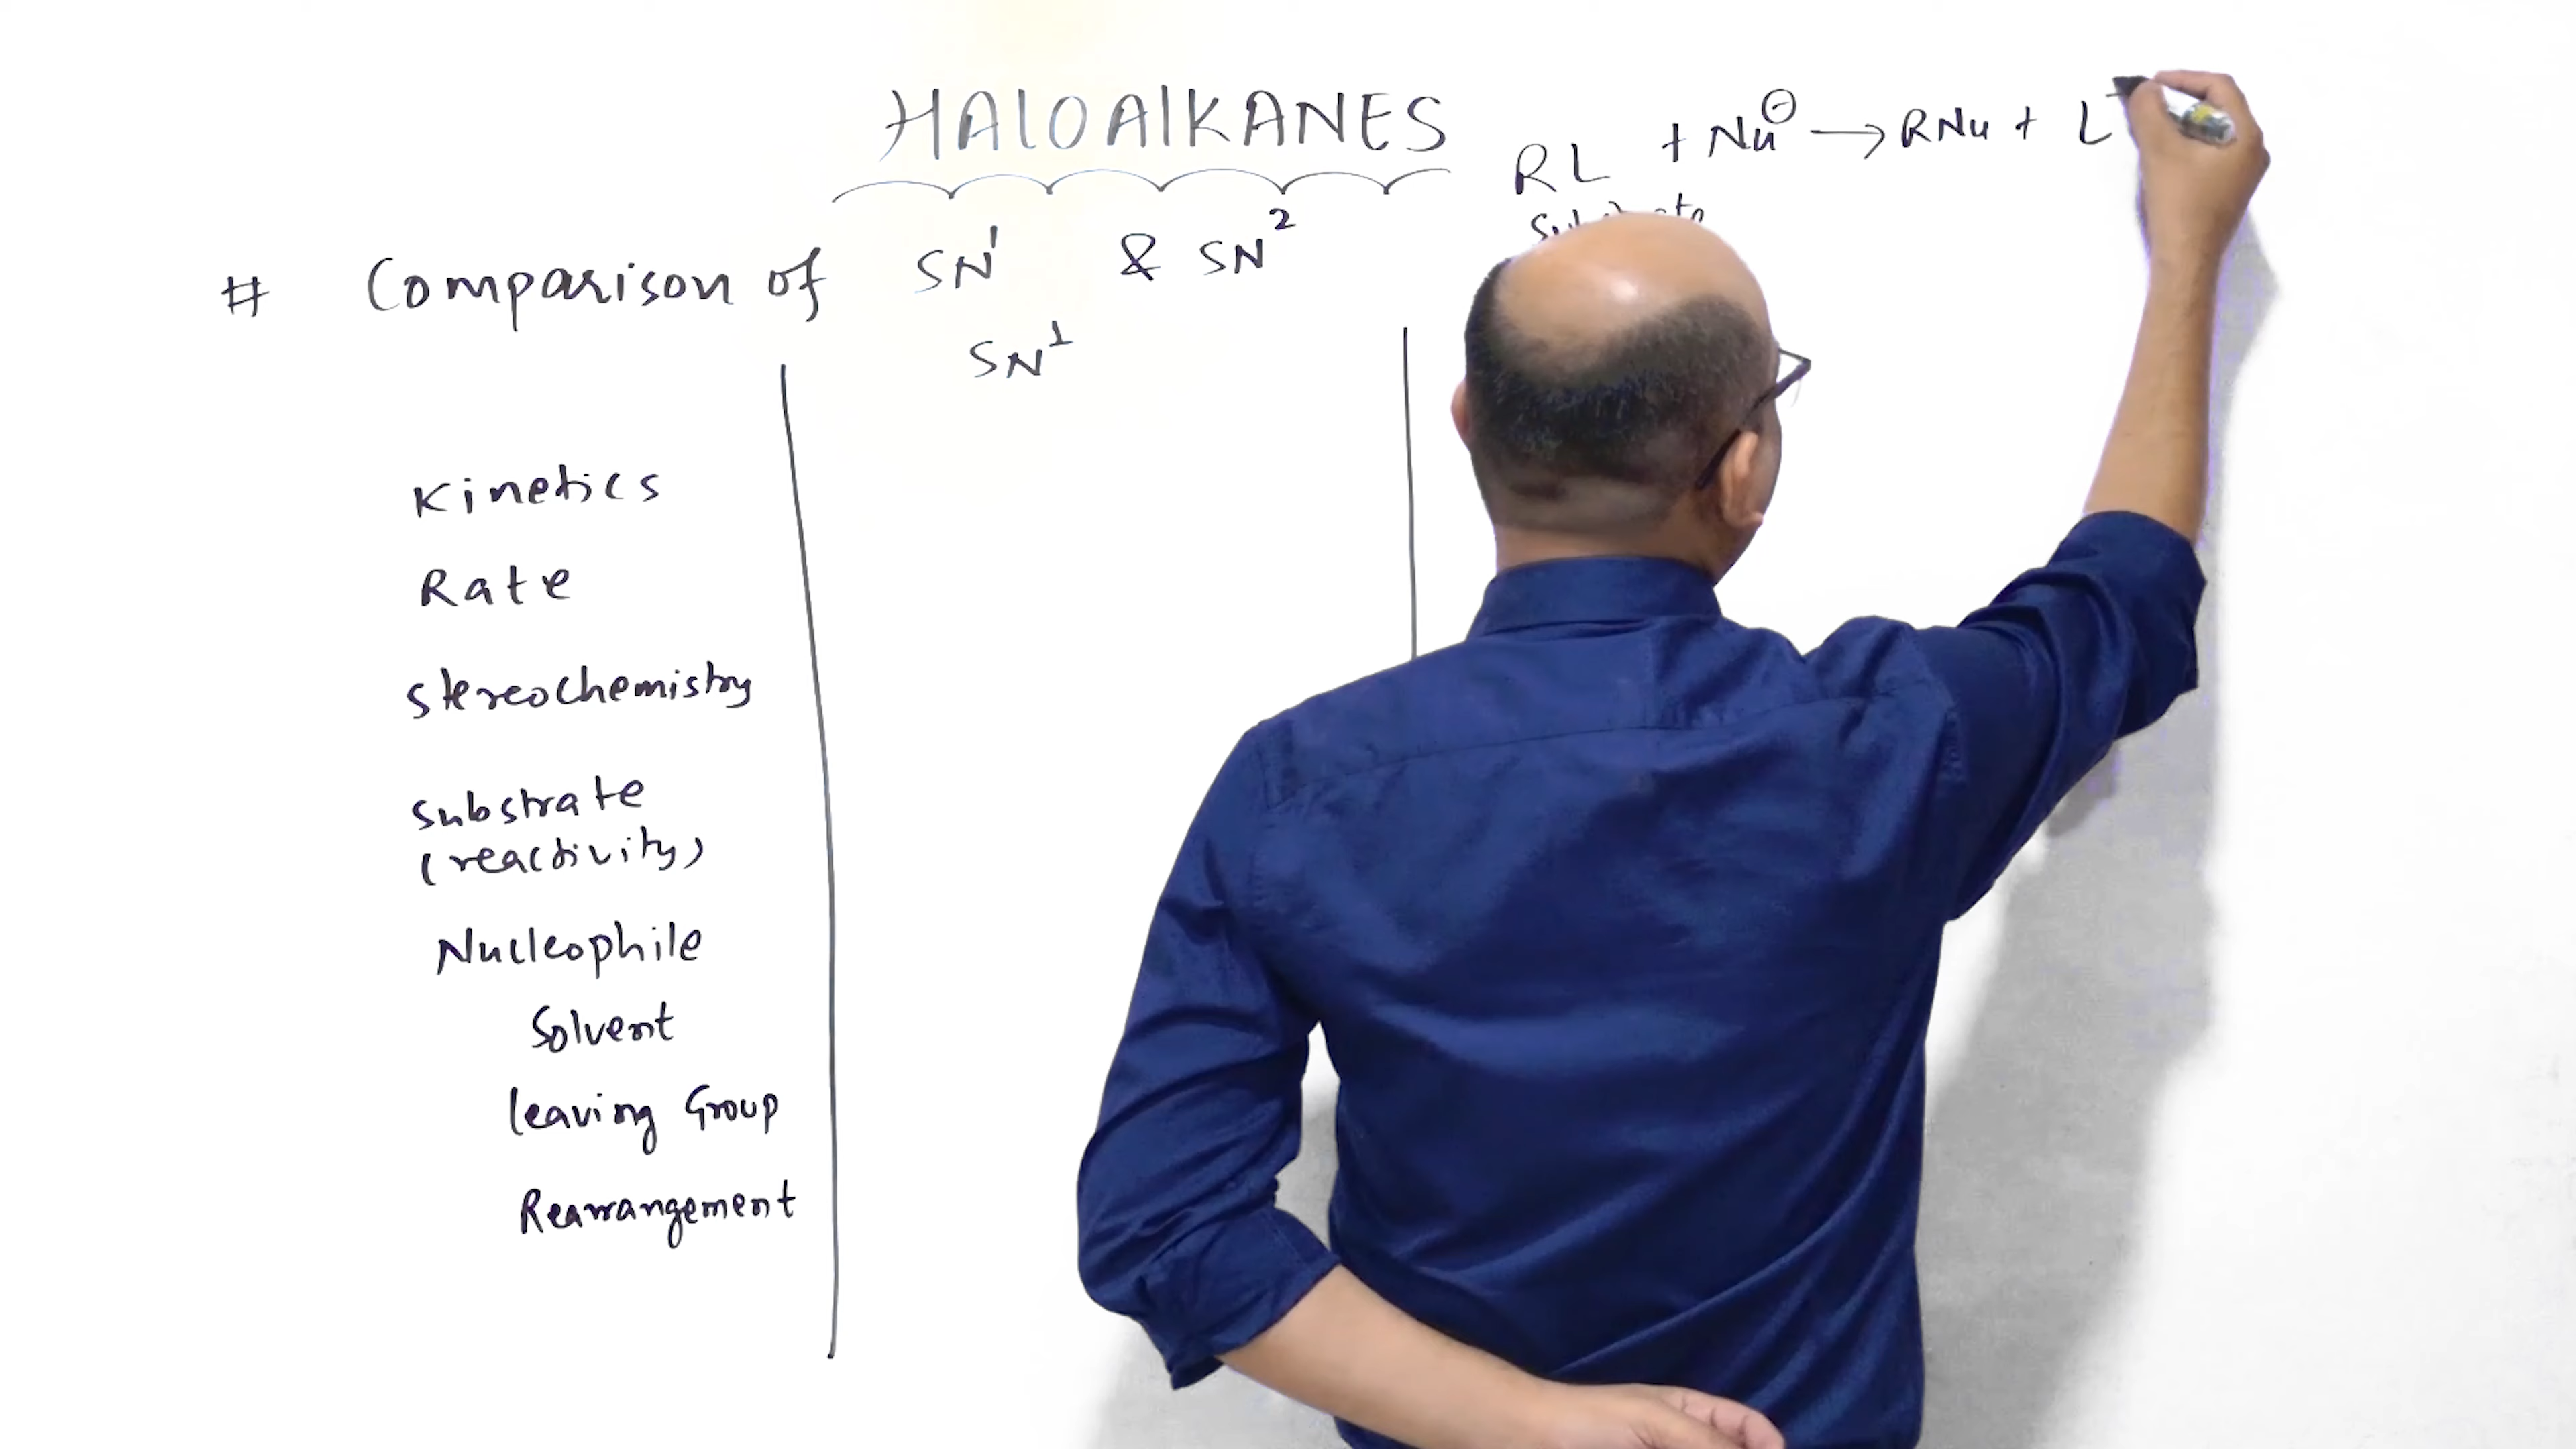 HALOALKANES
RL + Nu⊖ → RNu + L
# Comparison of SN¹ & SN²
SN¹
Kinetics
Rate
Stereochemistry
Substrate
(reactivity)
Nucleophile
Solvent
leaving Group
Rearrangement